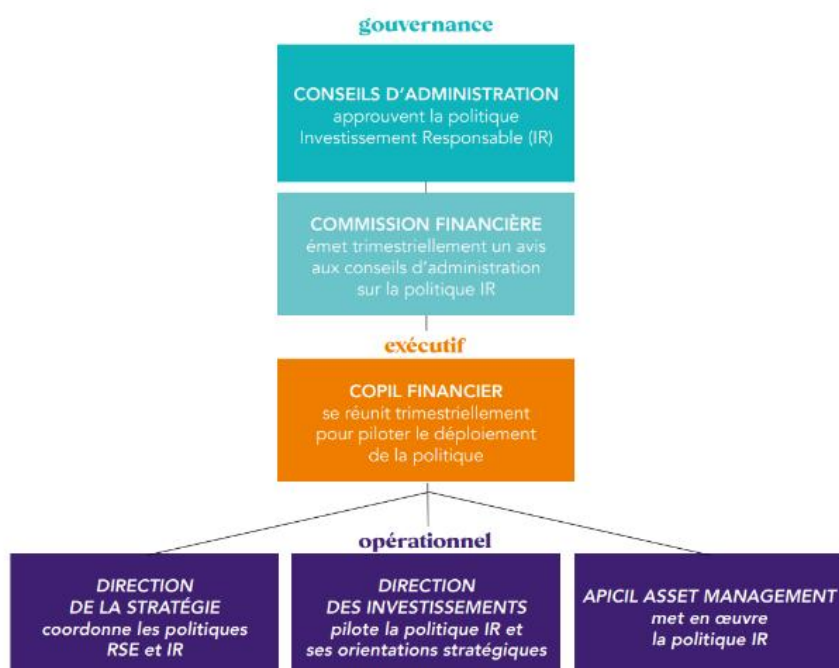 gouvernance
CONSEILS D'ADMINISTRATION
approuvent la politique
Investissement Responsable (IR)
COMMISSION FINANCIÈRE
émet trimestriellement un avis
aux conseils d'administration
sur la politique IR
exécutif
COPIL FINANCIER
se réunit trimestriellement
pour piloter le déploiement
de la politique
opérationnel
DIRECTION
DE LA STRATÉGIE
coordonne les politiques
RSE et IR
DIRECTION
DES INVESTISSEMENTS
pilote la politique IR et
ses orientations stratégiques
APICIL ASSET MANAGEMENT
met en œuvre
la politique IR